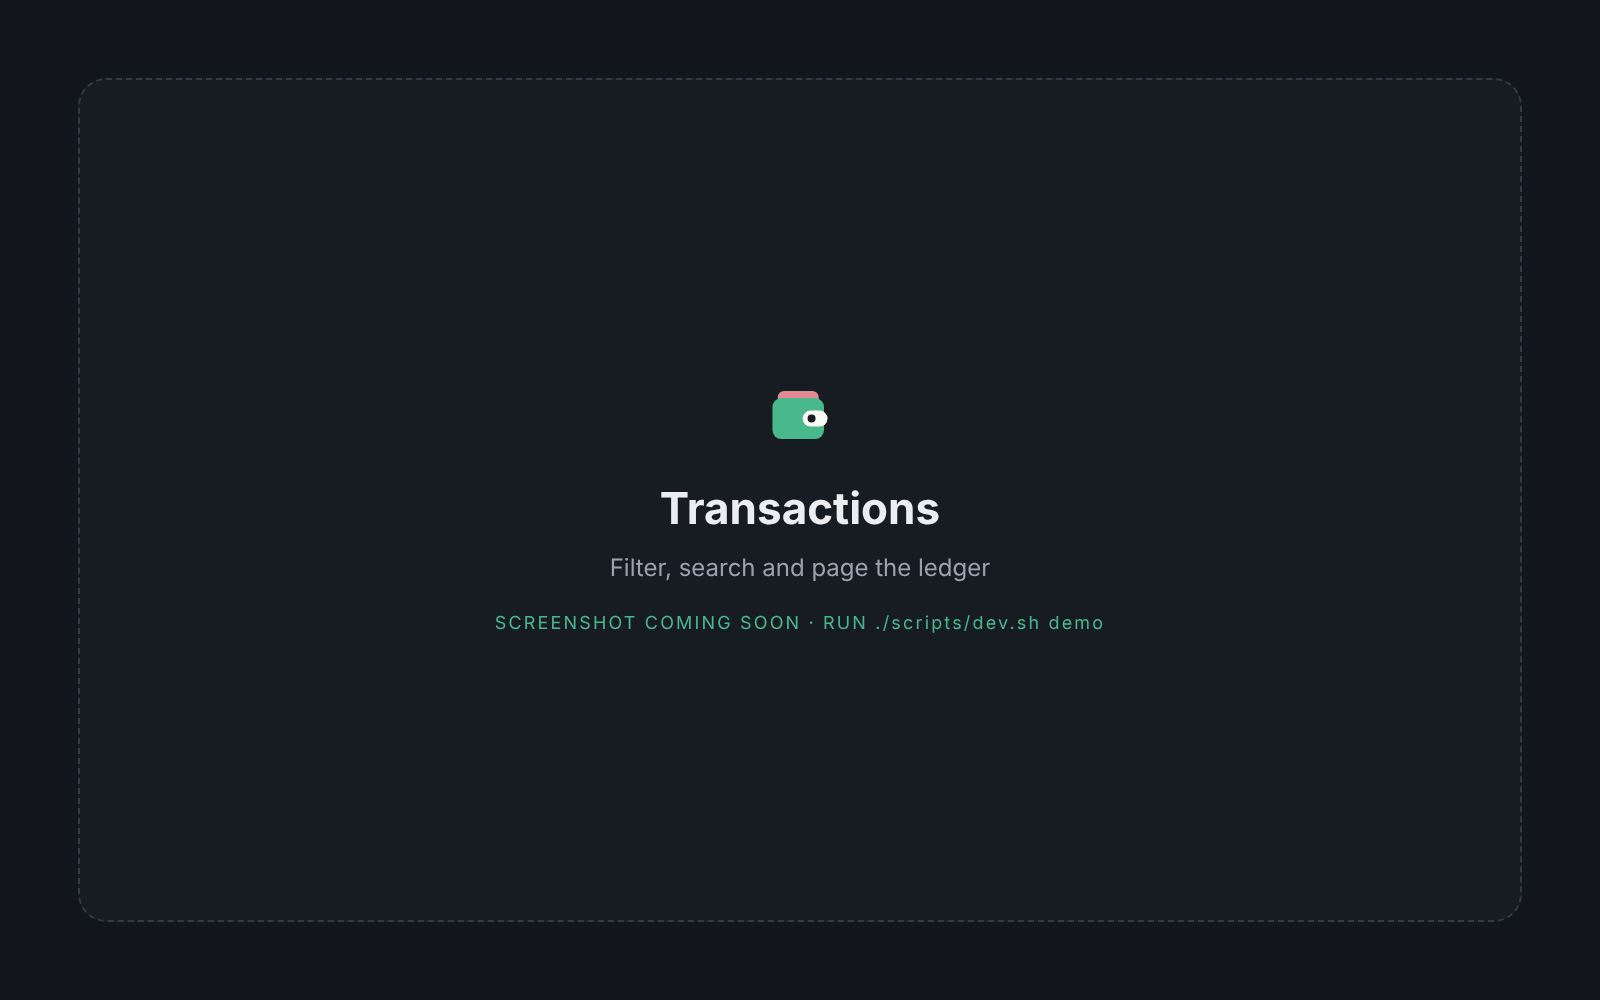 Transactions
Filter, search and page the ledger
SCREENSHOT COMING SOON · RUN ./scripts/dev.sh demo